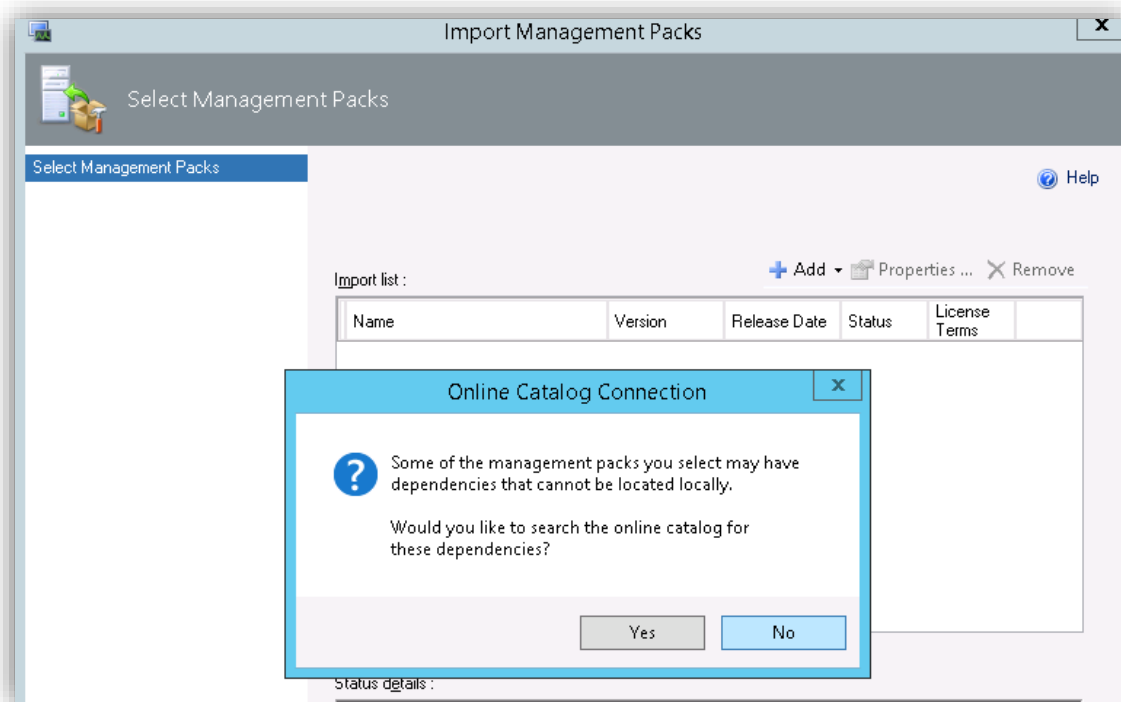 Import Management Packs
x
Select Management Packs
Select Management Packs
Help
Import list :
Add
Properties ...
Remove
Name
Version
Release Date
Status
License
Terms
Online Catalog Connection
x
Some of the management packs you select may have
dependencies that cannot be located locally.
Would you like to search the online catalog for
these dependencies?
Yes
No
Status details :